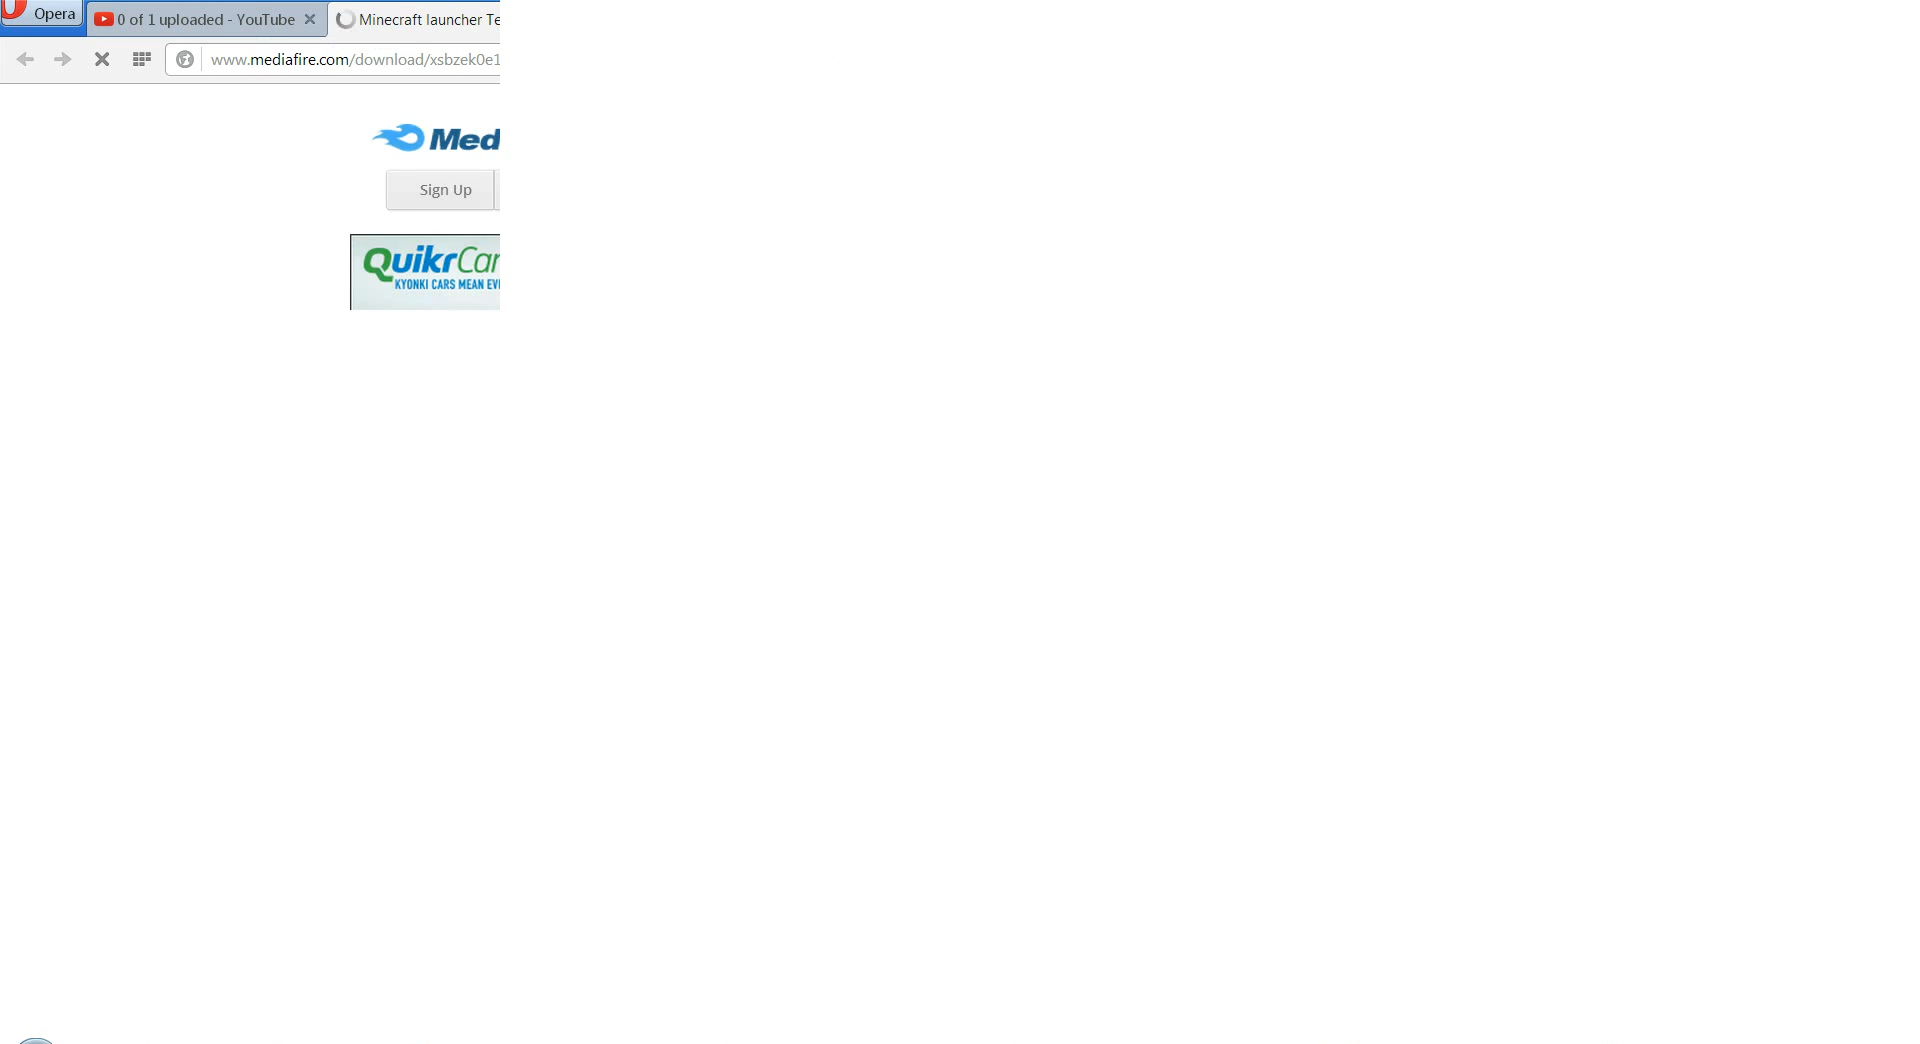 Opera
0 of 1 uploaded - YouTube
Minecraft launcher Te
www.mediafire.com/download/xsbzek0e1
Med
Sign Up
QuikrCar
KYONKI CARS MEAN EV